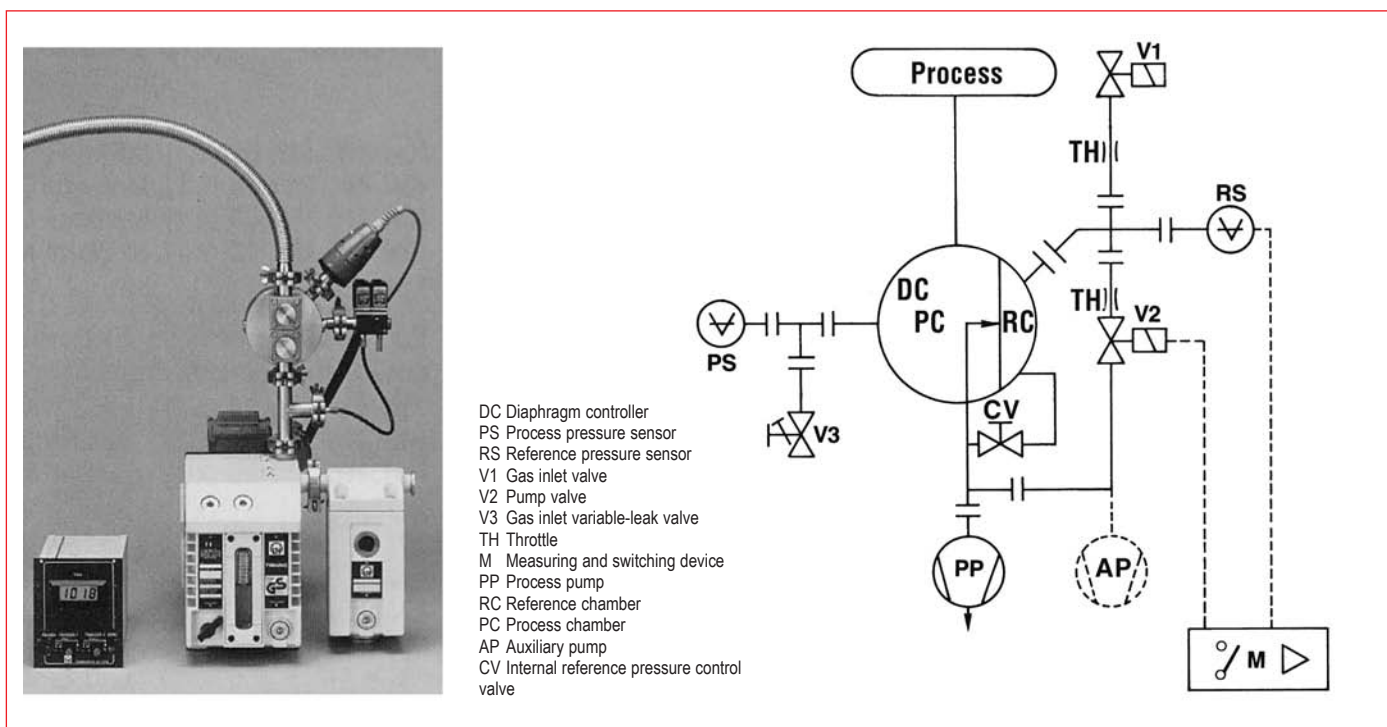 1018
DC Diaphragm controller
PS Process pressure sensor
RS Reference pressure sensor
V1 Gas inlet valve
V2 Pump valve
V3 Gas inlet variable-leak valve
TH Throttle
M Measuring and switching device
PP Process pump
RC Reference chamber
PC Process chamber
AP Auxiliary pump
CV Internal reference pressure control
valve
Process
V1
TH
RS
DC
PC
RC
TH
V2
PS
V3
CV
PP
AP
M